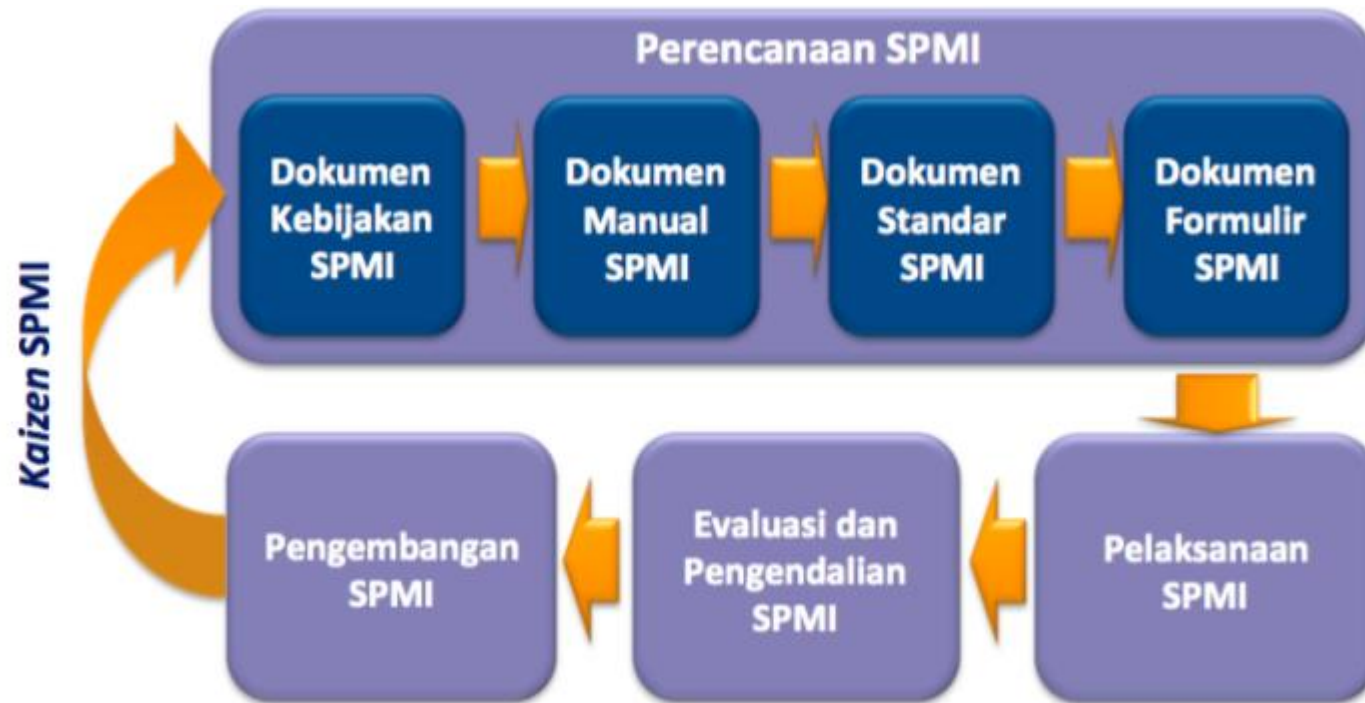 Perencanaan SPMI
Dokumen
Kebijakan
SPMI
Dokumen
Manual
SPMI
Dokumen
Standar
SPMI
Dokumen
Formulir
SPMI
Kaizen SPMI
Pengembangan
SPMI
Evaluasi dan
Pengendalian
SPMI
Pelaksanaan
SPMI